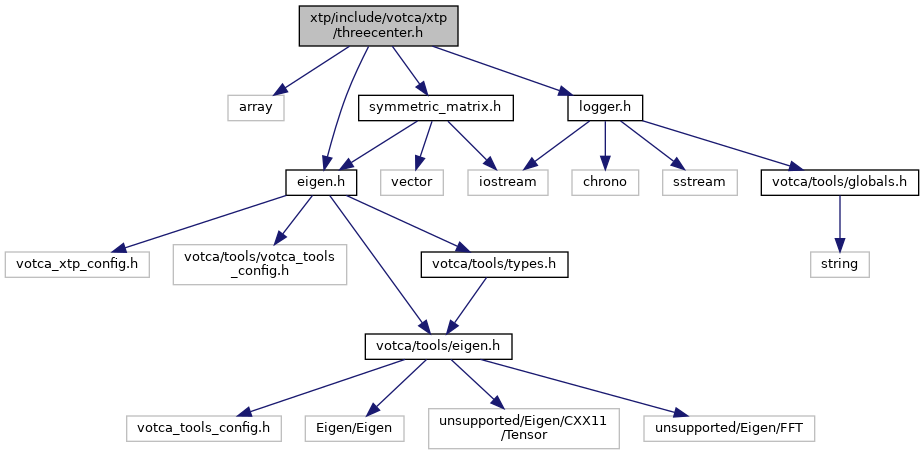 xtp/include/votca/xtp
/threecenter.h
array
symmetric_matrix.h
logger.h
eigen.h
vector
iostream
chrono
sstream
votca/tools/globals.h
votca_xtp_config.h
votca/tools/votca_tools
_config.h
votca/tools/types.h
string
votca/tools/eigen.h
votca_tools_config.h
Eigen/Eigen
unsupported/Eigen/CXX11
/Tensor
unsupported/Eigen/FFT